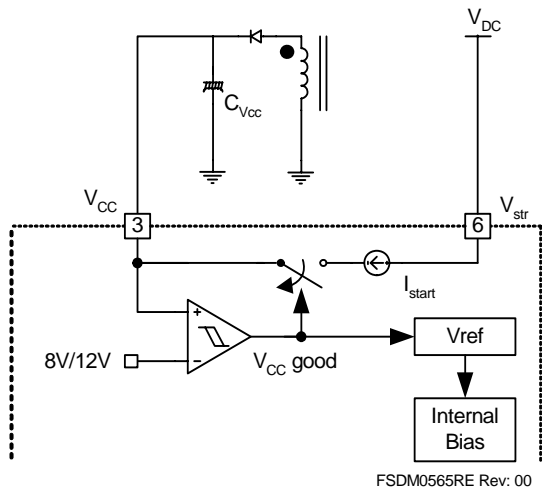 V_DC
C_Vcc
V_CC
3
6
V_str
I_start
+
8V/12V
-
V_CC good
Vref
Internal
Bias
FSDM0565RE Rev: 00